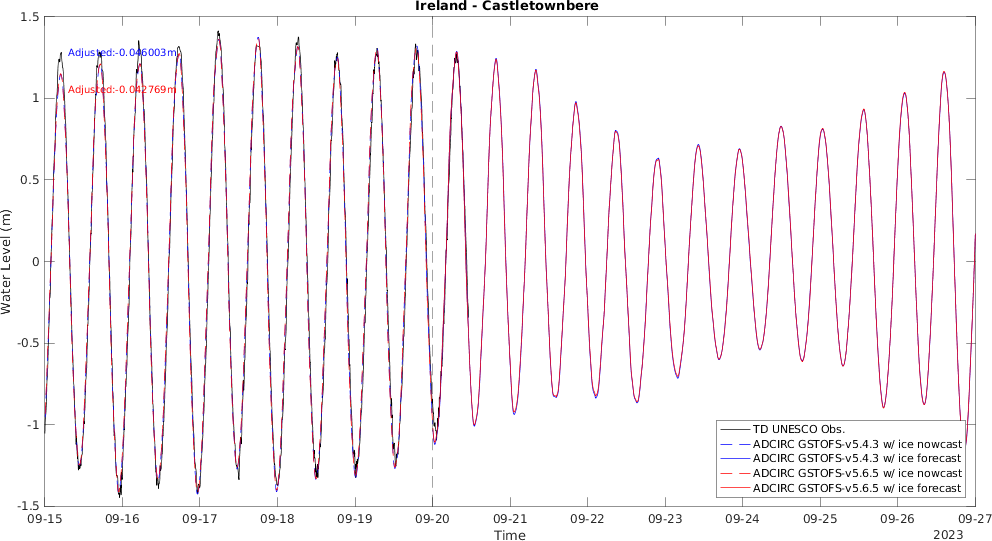 Ireland - Castletownbere
Adjusted:-0.046003m
Adjusted:-0.042769m
Water Level (m)
1.5
1
0.5
0
-0.5
-1
-1.5
TD UNESCO Obs.
ADCIRC GSTOFS-v5.4.3 w/ ice nowcast
ADCIRC GSTOFS-v5.4.3 w/ ice forecast
ADCIRC GSTOFS-v5.6.5 w/ ice nowcast
ADCIRC GSTOFS-v5.6.5 w/ ice forecast
09-15 09-16 09-17 09-18 09-19 09-20 09-21 09-22 09-23 09-24 09-25 09-26 09-27
Time
2023